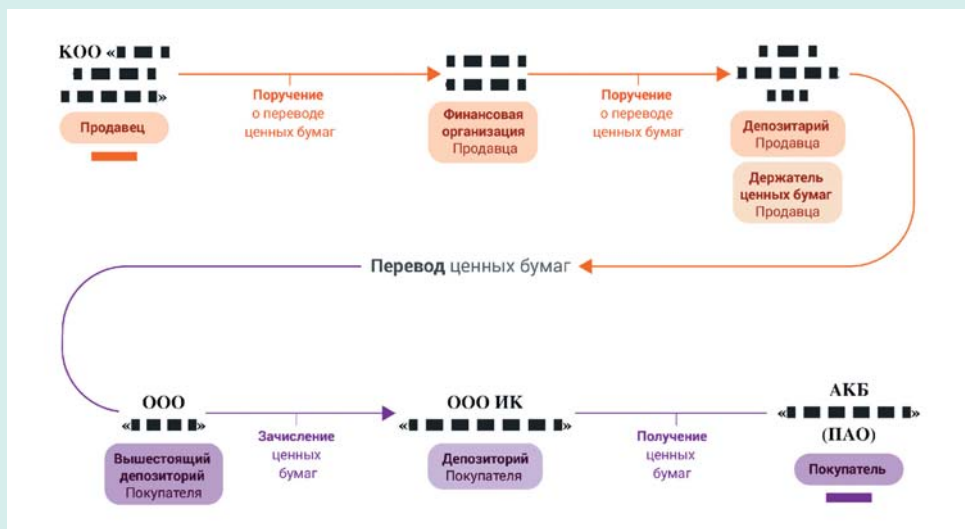 КОО «
»
Поручение
о переводе
ценных бумаг
Поручение
о переводе
ценных бумаг
Продавец
Финансовая
организация
Продавца
Депозитарий
Продавца
Держатель
ценных бумаг
Продавца
Перевод ценных бумаг
ООО
« »
ООО ИК
« »
АКБ
« »
(ПАО)
Зачисление
ценных
бумаг
Получение
ценных
бумаг
Вышестоящий
депозиторий
Покупателя
Депозиторий
Покупателя
Покупатель